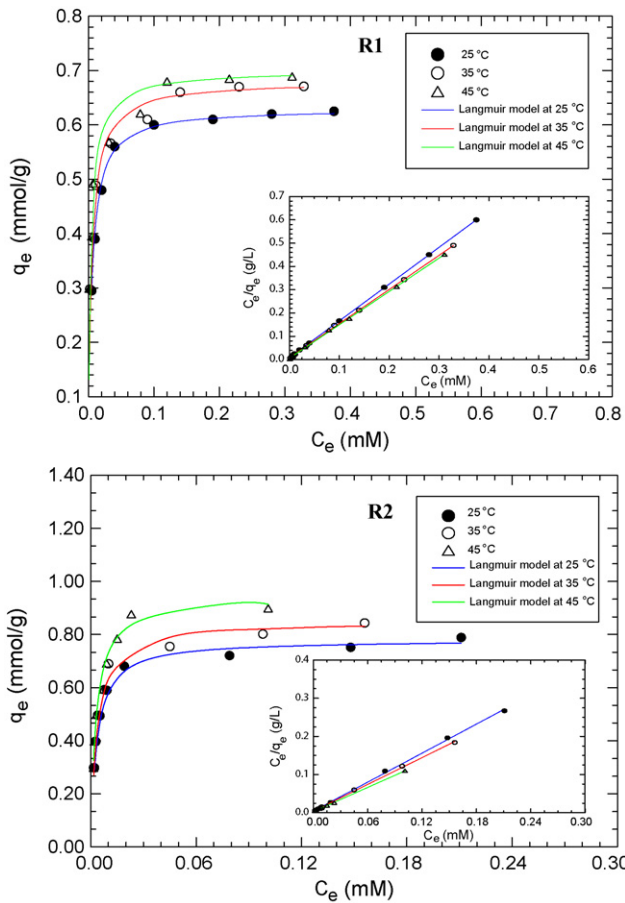 R1
0.8
0.7
0.6
0.5
0.4
0.3
0.2
0.1
qe (mmol/g)
25 °C
35 °C
45 °C
Langmuir model at 25 °C
Langmuir model at 35 °C
Langmuir model at 45 °C
0.7
0.6
0.5
0.4
0.3
0.2
0.1
0.0
Ce/qe (g/L)
0.0 0.1 0.2 0.3 0.4 0.5 0.6
Ce (mM)
0.0 0.1 0.2 0.3 0.4 0.5 0.6 0.7 0.8
Ce (mM)
R2
1.40
1.20
1.00
0.80
0.60
0.40
0.20
0.00
qe (mmol/g)
25 °C
35 °C
45 °C
Langmuir model at 25 °C
Langmuir model at 35 °C
Langmuir model at 45 °C
0.4
0.3
0.2
0.1
0.0
Ce/qe (g/L)
0.00 0.06 0.12 0.18 0.24 0.30
Ce (mM)
0.00 0.06 0.12 0.18 0.24 0.30
Ce (mM)